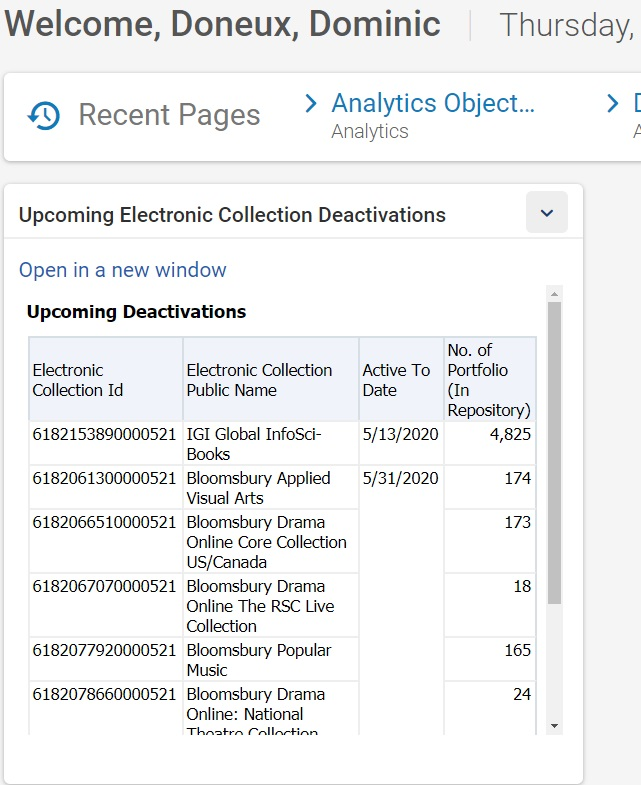 Welcome, Doneux, Dominic Thursday,
Recent Pages
Analytics Object...
Analytics
Upcoming Electronic Collection Deactivations
Open in a new window
Upcoming Deactivations
Electronic
Collection Id
Electronic Collection
Public Name
Active To
Date
No. of
Portfolio
(In
Repository)
6182153890000521 IGI Global InfoSci- 5/13/2020 4,825
Books
6182061300000521 Bloomsbury Applied 5/31/2020 174
Visual Arts
6182066510000521 Bloomsbury Drama 173
Online Core Collection
US/Canada
6182067070000521 Bloomsbury Drama 18
Online The RSC Live
Collection
6182077920000521 Bloomsbury Popular 165
Music
6182078660000521 Bloomsbury Drama 24
Online: National
Theatre Collection